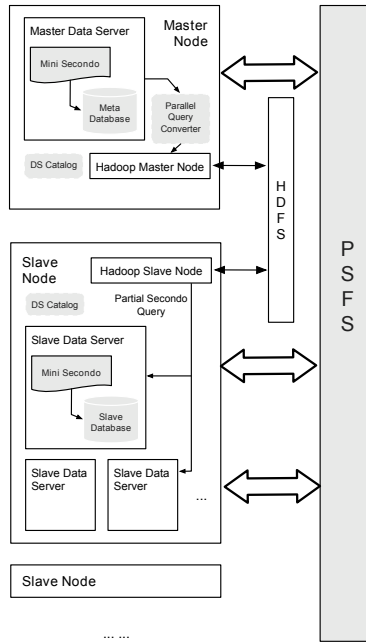 Master Data Server
Master
Node
Mini Secondo
Meta
Database
Parallel
Query
Converter
DS Catalog
Hadoop Master Node
HDFS
PSFS
Slave
Node
Hadoop Slave Node
DS Catalog
Partial Secondo
Query
Slave Data Server
Mini Secondo
Slave
Database
Slave Data
Server
Slave Data
Server
...
Slave Node
... ...